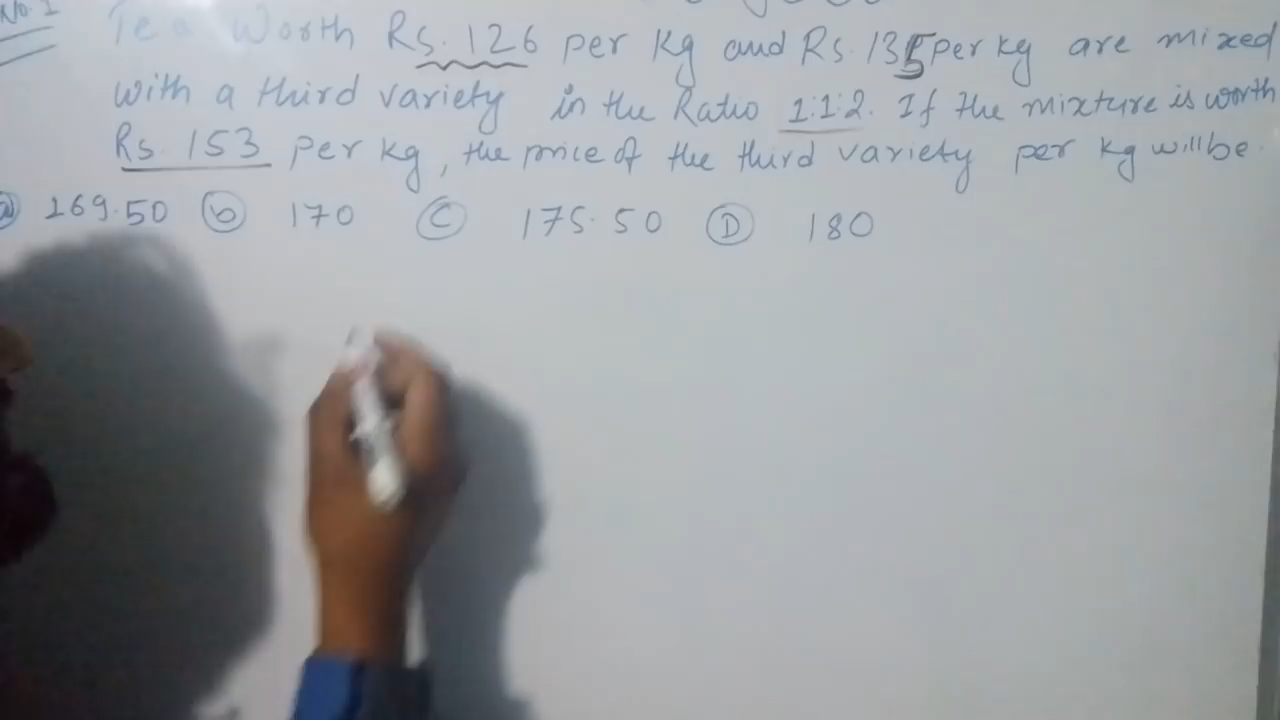 No. 1
Tea Worth Rs. 126 per Kg and Rs. 135 per kg are mixed
with a third variety in the Ratio 1:1:2. If the mixture is worth
Rs. 153 per kg, the price of the third variety per kg will be.
a 169.50 b 170 C 175.50 D 180